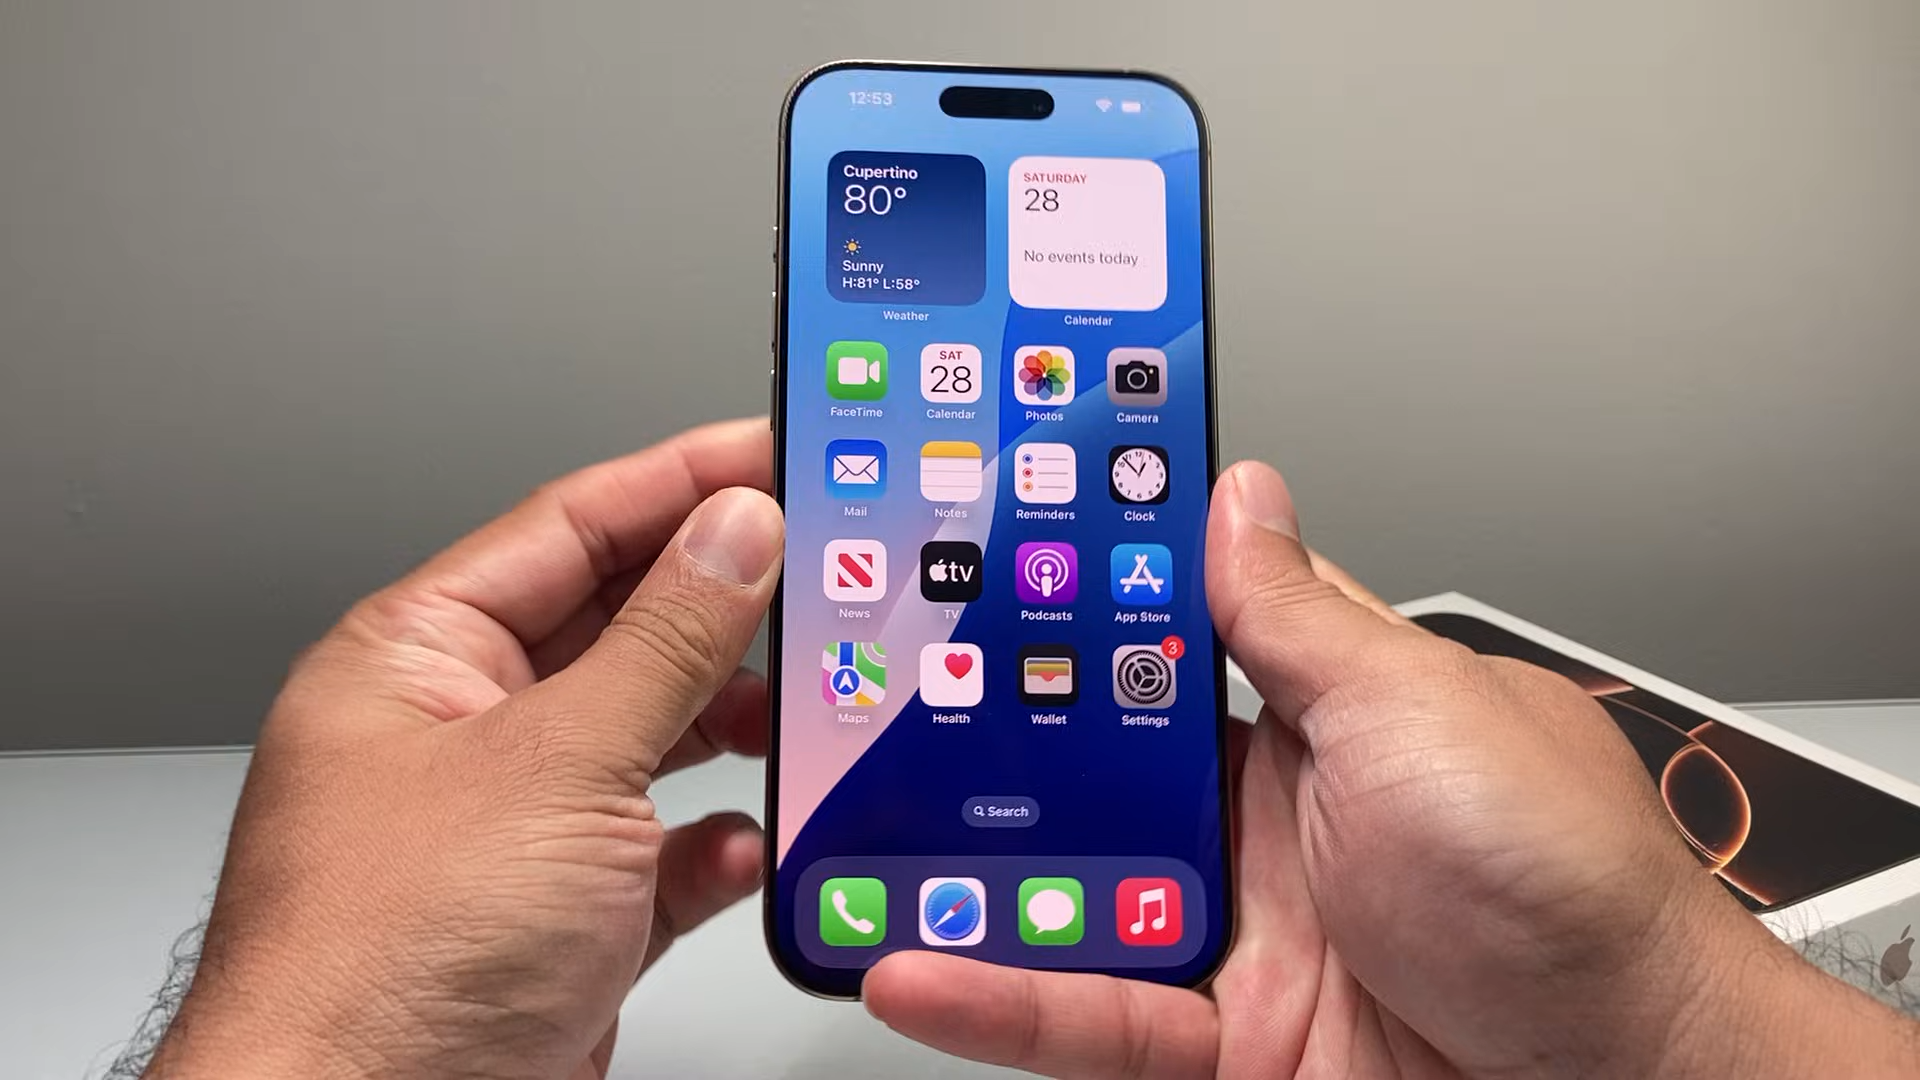 12:53
Cupertino
80°
Sunny
H:81° L:58°
Weather
SATURDAY
28
No events today
Calendar
FaceTime
SAT
28
Calendar
Photos
Camera
Mail
Notes
Reminders
Clock
News
tv
TV
Podcasts
App Store
Maps
Health
Wallet
3
Settings
Search